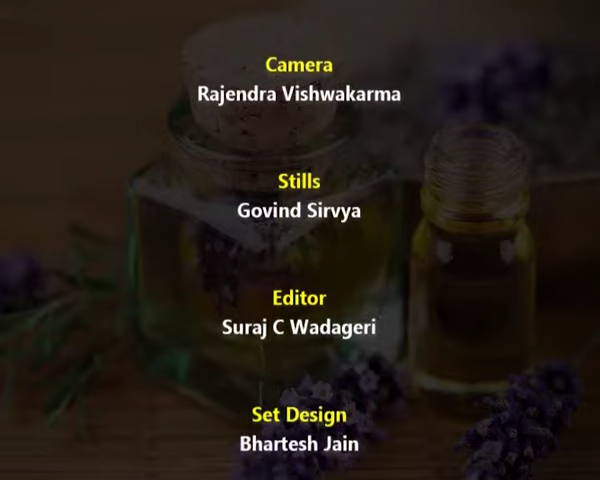 Camera
Rajendra Vishwakarma
Stills
Govind Sirvya
Editor
Suraj C Wadageri
Set Design
Bhartesh Jain